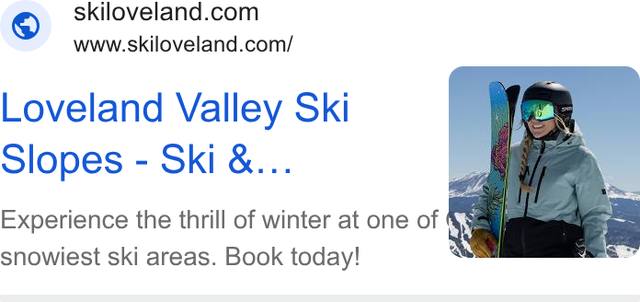 skiloveland.com
www.skiloveland.com/
Loveland Valley Ski
Slopes - Ski &…
Experience the thrill of winter at one of
snowiest ski areas. Book today!